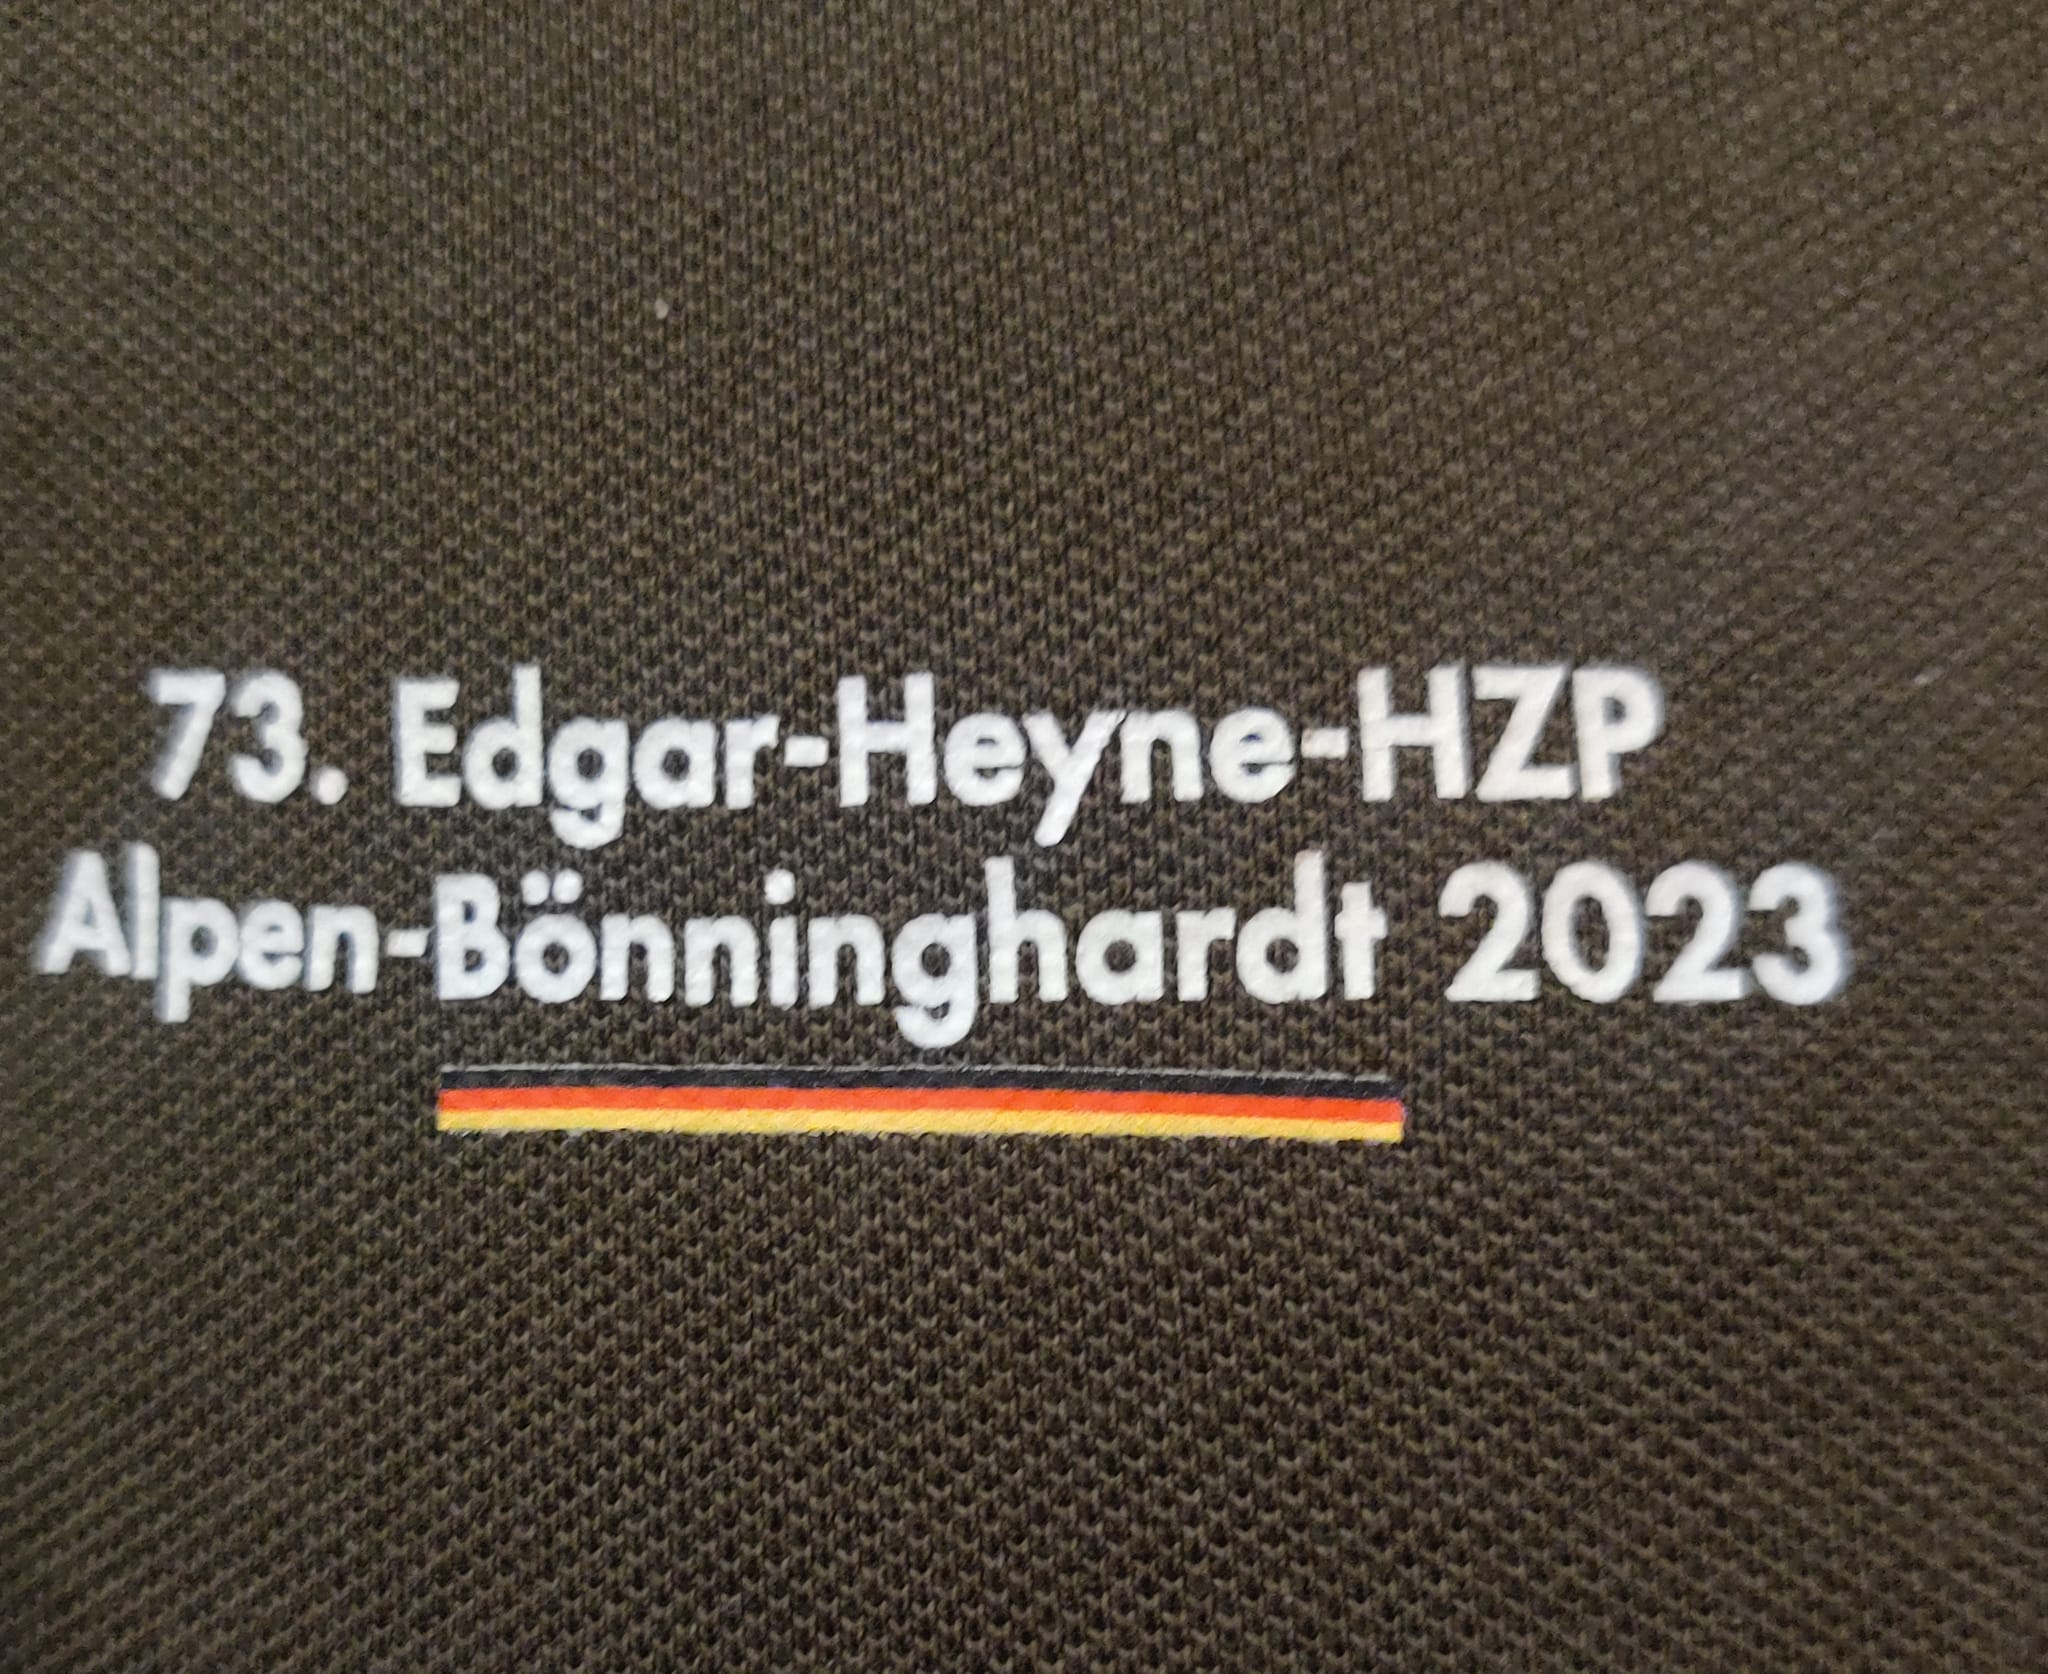 73. Edgar-Heyne-HZP
Alpen-Bönninghardt 2023